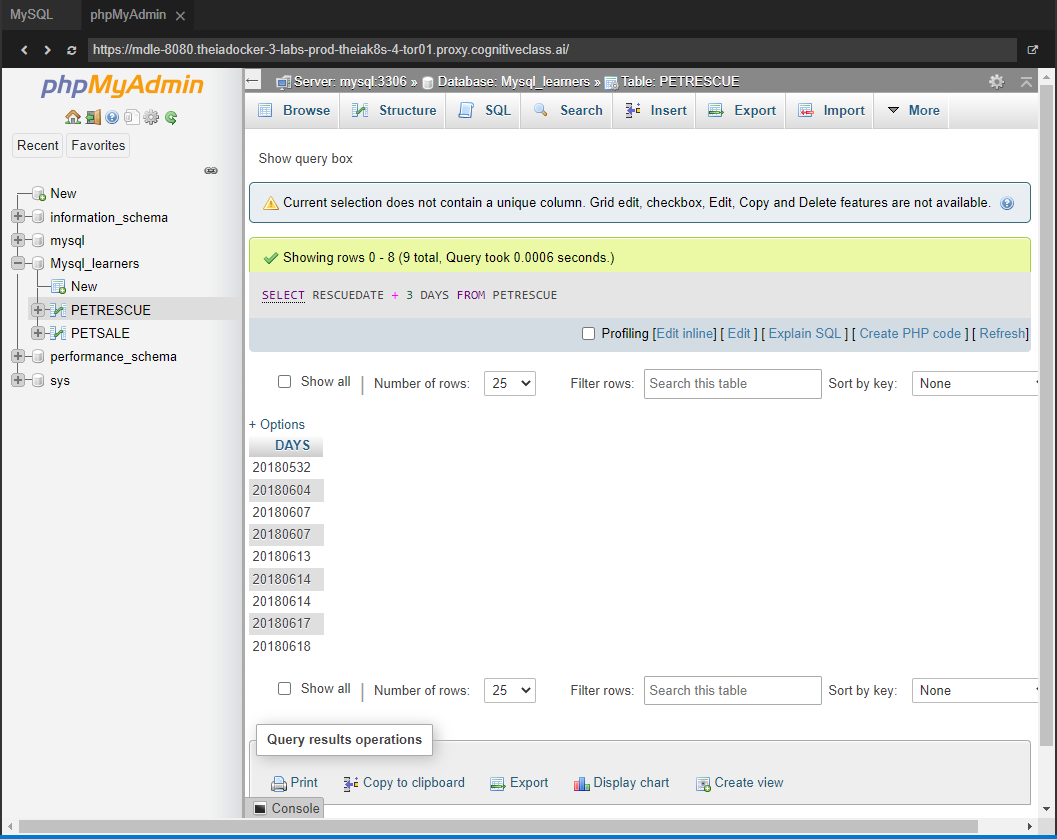 MySQL phpMyAdmin
https://mdle-8080.theiadocker-3-labs-prod-theiak8s-4-tor01.proxy.cognitiveclass.ai/
phpMyAdmin
Recent Favorites
New
information_schema
mysql
Mysql_learners
New
PETRESCUE
PETSALE
performance_schema
sys
Server: mysql:3306 » Database: Mysql_learners » Table: PETRESCUE
Browse Structure SQL Search Insert Export Import More
Show query box
Current selection does not contain a unique column. Grid edit, checkbox, Edit, Copy and Delete features are not available.
Showing rows 0 - 8 (9 total, Query took 0.0006 seconds.)
SELECT RESCUEDATE + 3 DAYS FROM PETRESCUE
Profiling [Edit inline] [ Edit ] [ Explain SQL ] [ Create PHP code ] [ Refresh]
Show all | Number of rows: 25 Filter rows: Search this table Sort by key: None
+ Options
DAYS
20180532
20180604
20180607
20180607
20180613
20180614
20180614
20180617
20180618
Show all | Number of rows: 25 Filter rows: Search this table Sort by key: None
Query results operations
Print Copy to clipboard Export Display chart Create view
Console